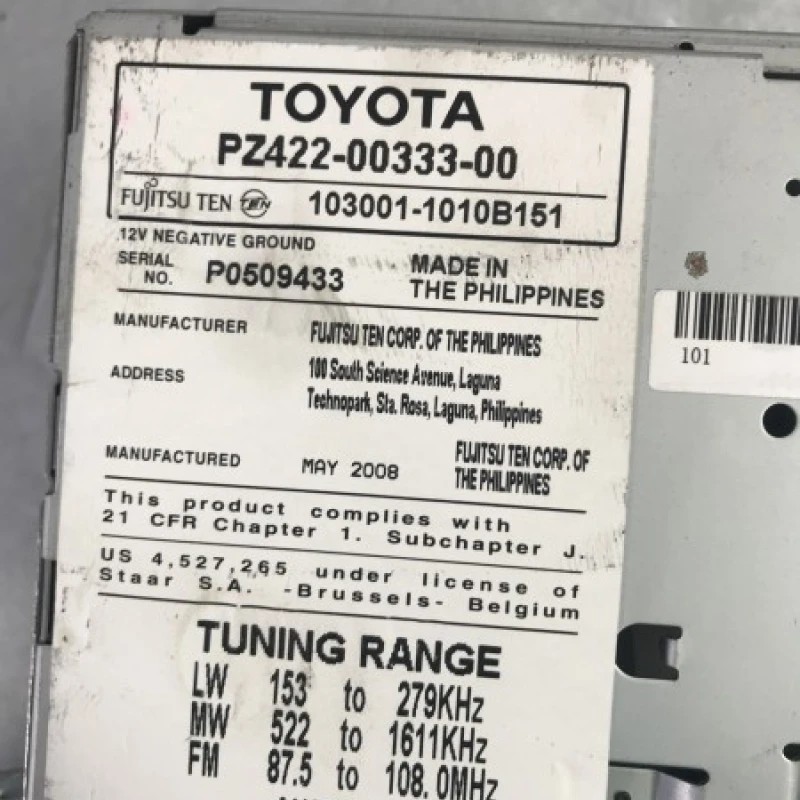 TOYOTA
PZ422-00333-00
FUJITSU TEN TEN 103001-1010B151
12V NEGATIVE GROUND
SERIAL NO. P0509433
MADE IN
THE PHILIPPINES
MANUFACTURER FUJITSU TEN CORP. OF THE PHILIPPINES
ADDRESS 100 South Science Avenue, Laguna
Technopark, Sta. Rosa, Laguna, Philippines
MANUFACTURED MAY 2008 FUJITSU TEN CORP. OF
THE PHILIPPINES
This product complies with
21 CFR Chapter 1. Subchapter J.
US 4,527,265 under license of
Staar S.A. -Brussels- Belgium
TUNING RANGE
LW 153 to 279KHz
MW 522 to 1611KHz
FM 87.5 to 108.0MHz
101